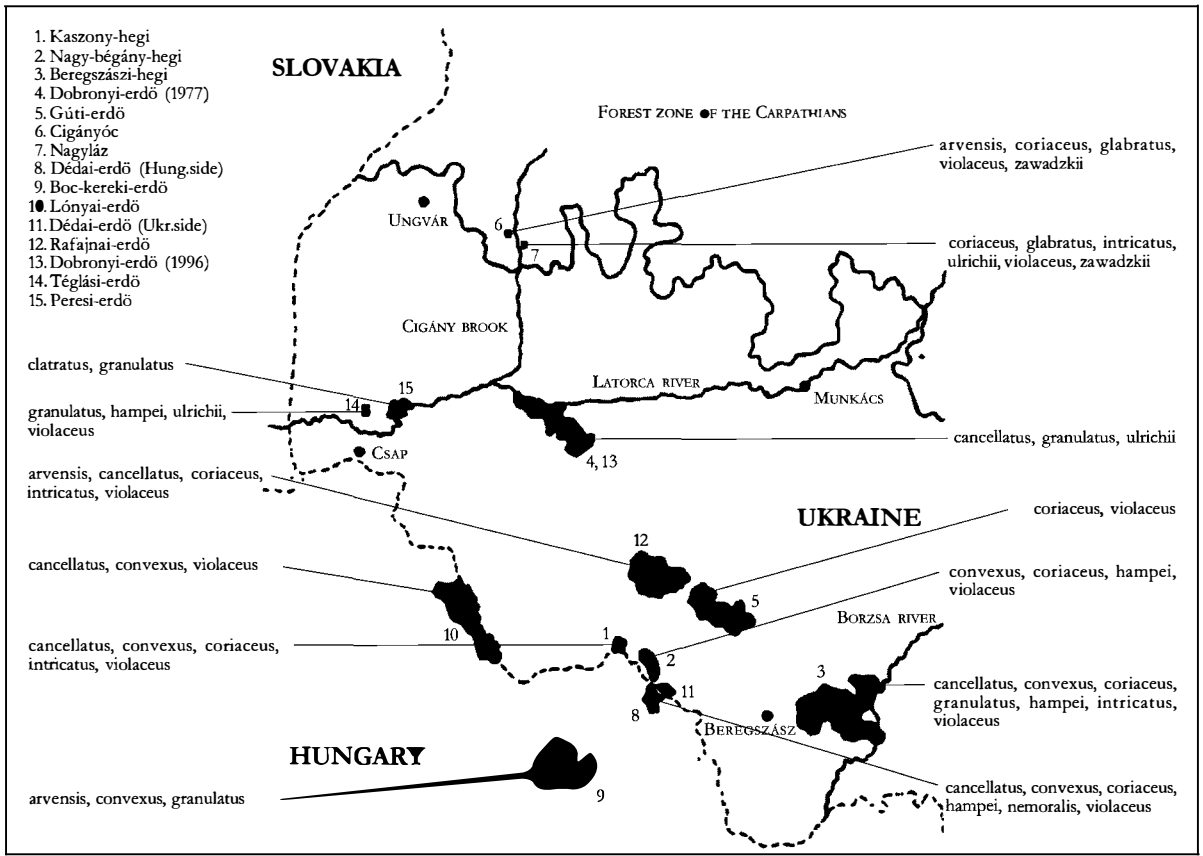 1. Kaszony-hegi
2. Nagy-bégány-hegi
3. Beregszászi-hegi
4. Dobronyi-erdö (1977)
5. Gúti-erdö
6. Cigányóc
7. Nagyláz
8. Dédai-erdö (Hung.side)
9. Boc-kereki-erdö
10. Lónyai-erdö
11. Dédai-erdö (Ukr.side)
12. Rafajnai-erdö
13. Dobronyi-erdö (1996)
14. Téglási-erdö
15. Peresi-erdö
SLOVAKIA
FOREST ZONE OF THE CARPATHIANS
arvensis, coriaceus, glabratus,
violaceus, zawadzkii
UNGVÁR
6
7
coriaceus, glabratus, intricatus,
ulrichii, violaceus, zawadzkii
CIGÁNY BROOK
clatratus, granulatus
15
LATORCA RIVER
MUNKÁCS
granulatus, hampei, ulrichii,
violaceus
14
CSAP
4, 13
cancellatus, granulatus, ulrichii
arvensis, cancellatus, coriaceus,
intricatus, violaceus
UKRAINE
coriaceus, violaceus
12
cancellatus, convexus, violaceus
5
convexus, coriaceus, hampei,
violaceus
BORZSA RIVER
10
1
2
cancellatus, convexus, coriaceus,
intricatus, violaceus
3
11
8
BEREGSZÁSZ
cancellatus, convexus, coriaceus,
granulatus, hampei, intricatus,
violaceus
HUNGARY
9
arvensis, convexus, granulatus
cancellatus, convexus, coriaceus,
hampei, nemoralis, violaceus